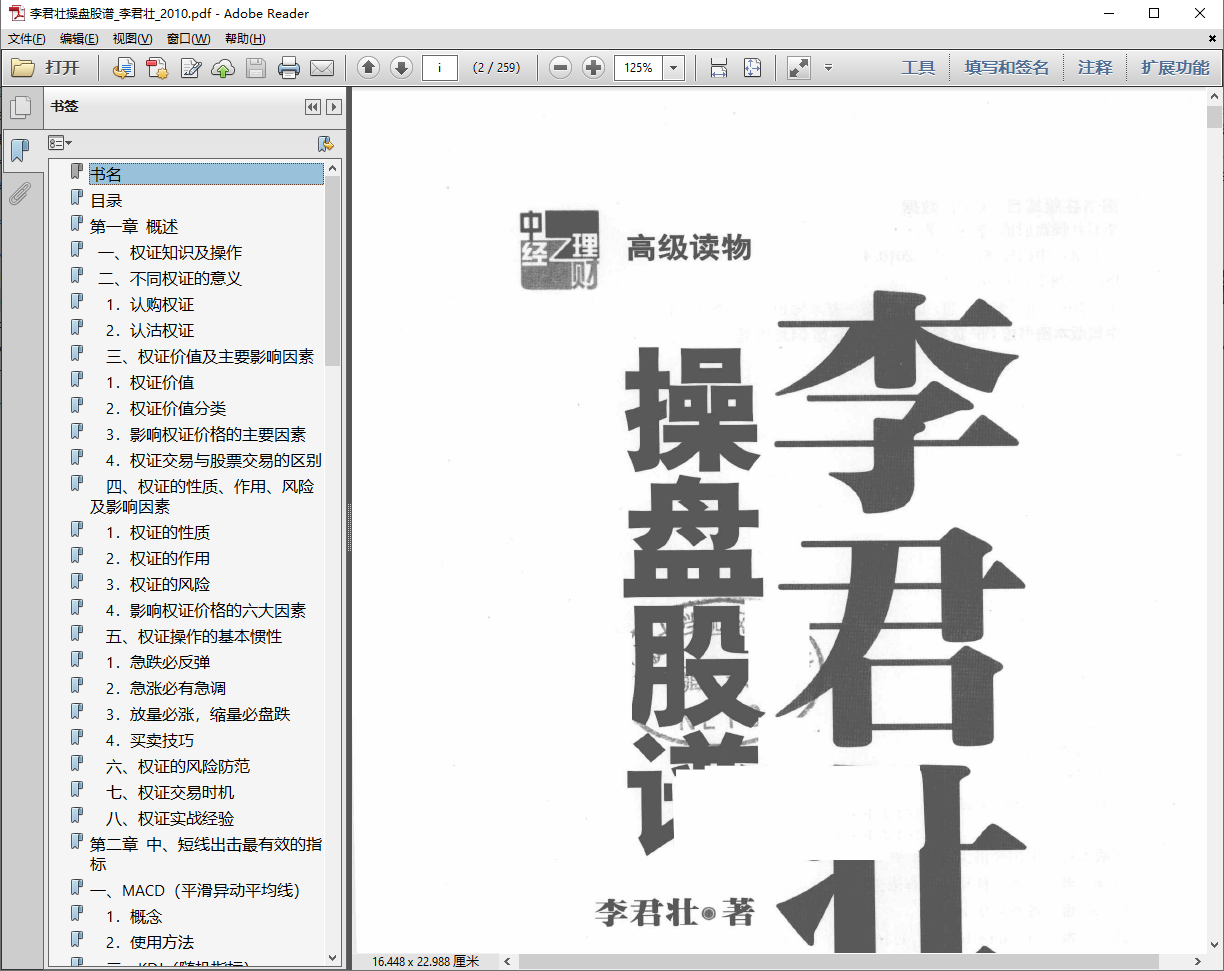 李君壮操盘股谱_李君壮_2010.pdf - Adobe Reader
文件(F) 编辑(E) 视图(V) 窗口(W) 帮助(H)
打开 i (2 / 259) 125% 工具 填写和签名 注释 扩展功能
书签
书名
目录
第一章 概述
一、权证知识及操作
二、不同权证的意义
1．认购权证
2．认沽权证
三、权证价值及主要影响因素
1．权证价值
2．权证价值分类
3．影响权证价格的主要因素
4．权证交易与股票交易的区别
四、权证的性质、作用、风险
及影响因素
1．权证的性质
2．权证的作用
3．权证的风险
4．影响权证价格的六大因素
五、权证操作的基本惯性
1．急跌必反弹
2．急涨必有急调
3．放量必涨，缩量必盘跌
4．买卖技巧
六、权证的风险防范
七、权证交易时机
八、权证实战经验
第二章 中、短线出击最有效的指
标
一、MACD（平滑异动平均线）
1．概念
2．使用方法
二、KDJ（随机指标）
中经之理财
高级读物
李君壮
操盘股谱
李君壮 著
16.448 x 22.988 厘米